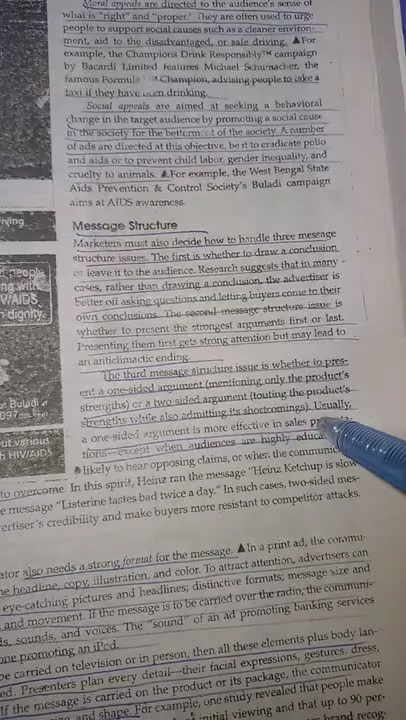 Moral appeals are directed to the audience's sense of
what is "right" and "proper." They are often used to urge
people to support social causes such as a cleaner environ-
ment, aid to the disadvantaged, or safe driving. ▲For
example, the Champions Drink Responsibly™ campaign
by Bacardi Limited features Michael Schumacher, the
famous Formula Champion, advising people to take a
taxi if they have been drinking.
Social appeals are aimed at seeking a behavioral
change in the target audience by promoting a social cause
in the society for the betterment of the society. A number
of ads are directed at this objective, be it to eradicate polio
and aids or to prevent child labor, gender inequality, and
cruelty to animals. ▲For example, the West Bengal State
Aids Prevention & Control Society's Buladi campaign
aims at AIDS awareness.
Message Structure
Marketers must also decide how to handle three message
structure issues. The first is whether to draw a conclusion
or leave it to the audience. Research suggests that in many
cases, rather than drawing a conclusion, the advertiser is
better off asking questions and letting buyers come to their
own conclusions. The second message structure issue is
whether to present the strongest arguments first or last.
Presenting them first gets strong attention but may lead to
an anticlimactic ending.
The third message structure issue is whether to pres-
ent a one-sided argument (mentioning only the product's
strengths) or a two-sided argument (touting the product's
strengths while also admitting its shortcomings). Usually,
a one-sided argument is more effective in sales
tions—except when audiences are highly
likely to hear opposing claims, or when the
to overcome. In this spirit, Heinz ran the message "Heinz Ketchup is slow
message "Listerine tastes bad twice a day." In such cases, two-sided mes-
credibility and make buyers more resistant to competitor attacks.
also needs a strong format for the message. ▲In a print ad, the
headline, copy, illustration, and color. To attract attention, advertisers can
eye-catching pictures and headlines; distinctive formats; message size and
and movement. If the message is to be carried over the radio, the communi-
sounds, and voices. The "sound" of an ad promoting banking services
one promoting an iPod.
be carried on television or in person, then all these elements plus body lan-
Presenters plan every detail—their facial expressions, gestures, dress,
If the message is carried on the product or its package, the communicator
and shape. For example, one study revealed that people make
initial viewing and that up to 90 per-
brand
iving
people
ng with
V/AIDS
dignity.
Buladi
097
ut various
HIV/AIDS